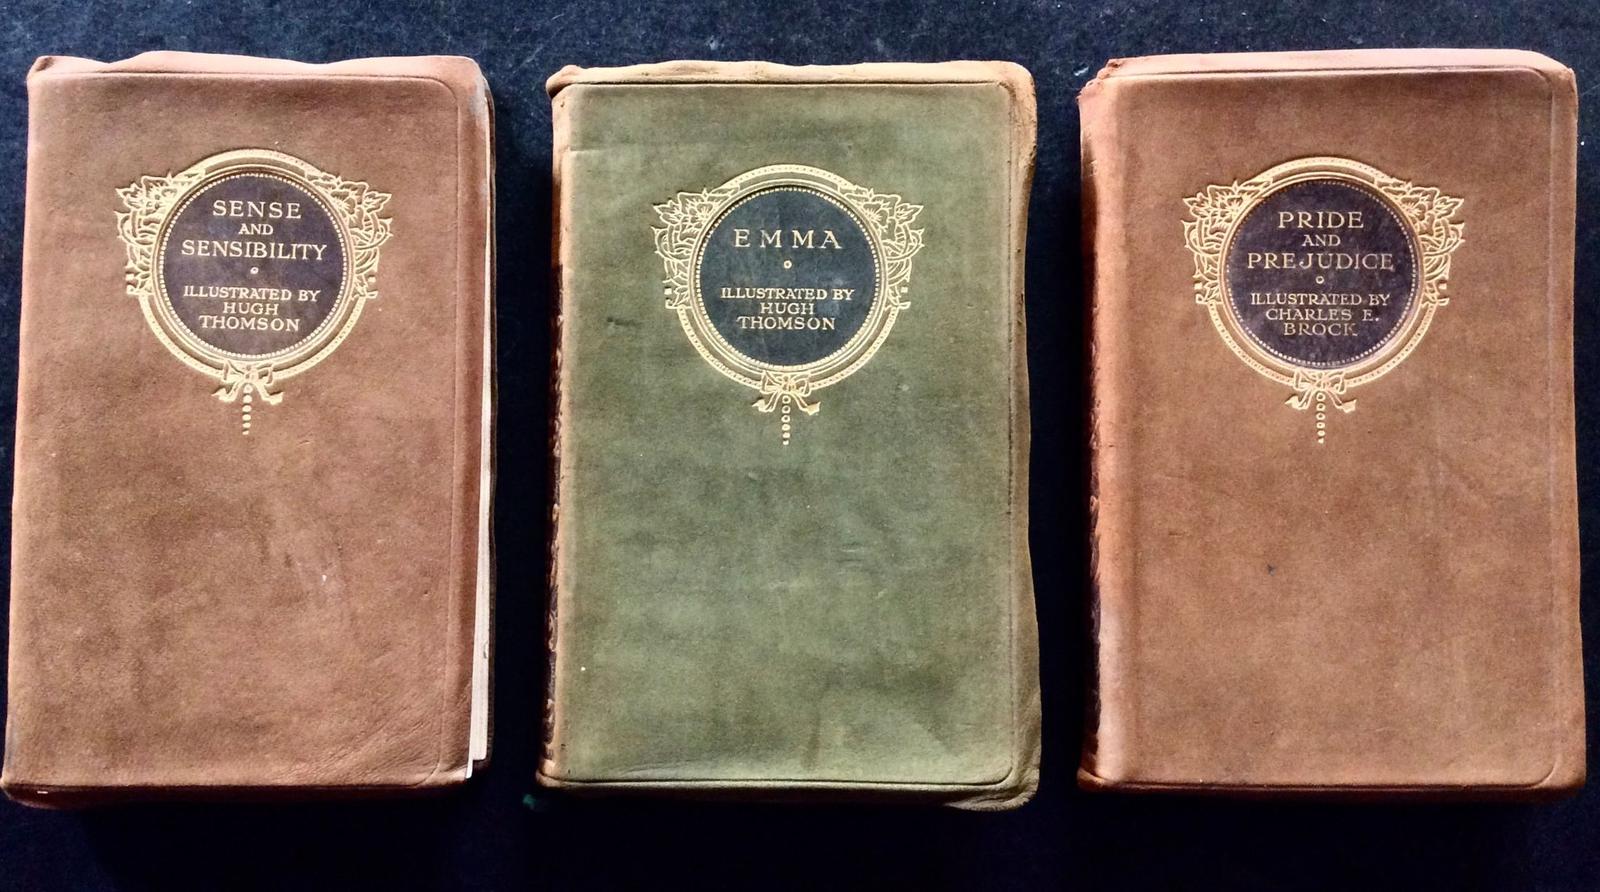 SENSE
AND
SENSIBILITY
ILLUSTRATED BY
HUGH
THOMSON
EMMA
ILLUSTRATED BY
HUGH
THOMSON
PRIDE
AND
PREJUDICE
ILLUSTRATED BY
CHARLES E.
BROCK